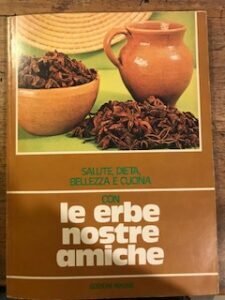 SALUTE, DIETA,
BELLEZZA E CUCINA
CON
le erbe
nostre
amiche